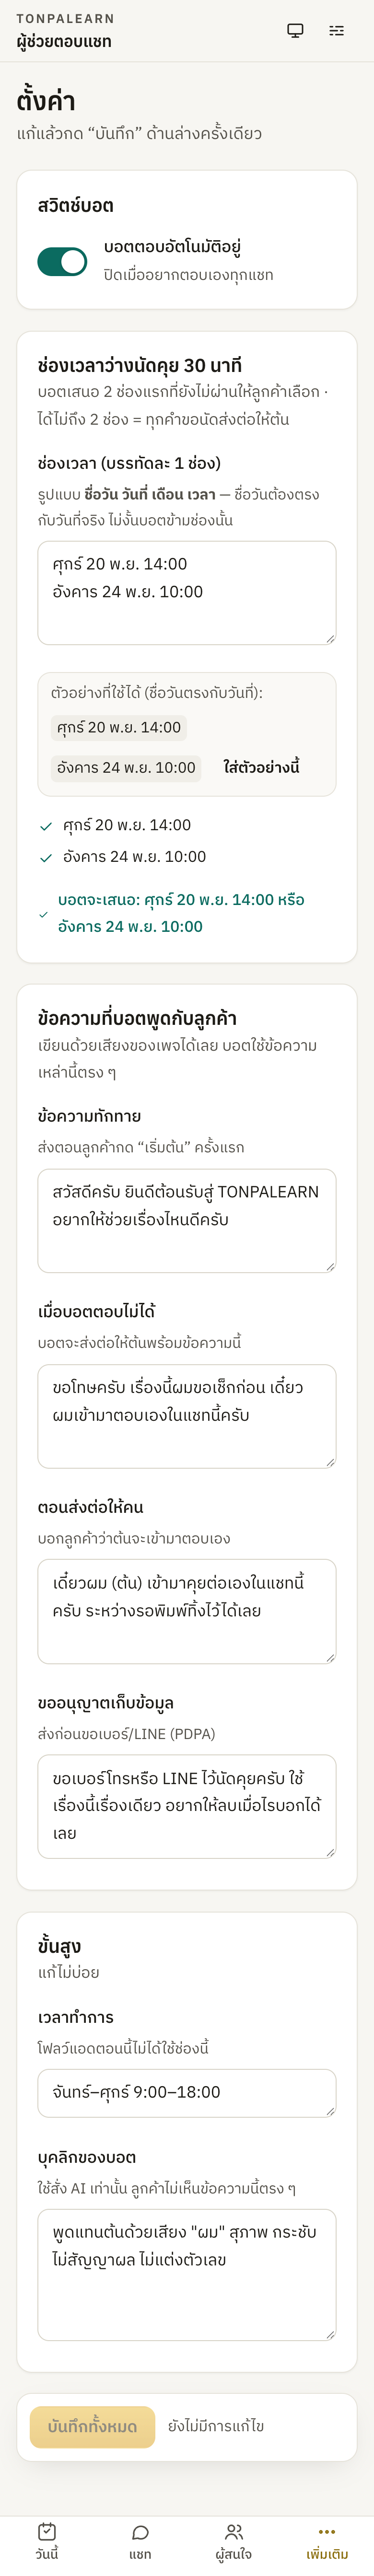 TONPALEARN
ผู้ช่วยตอบแชท
ตั้งค่า
แก้แล้วกด “บันทึก” ด้านล่างครั้งเดียว
สวิตช์บอต
บอตตอบอัตโนมัติอยู่
ปิดเมื่ออยากตอบเองทุกแชท
ช่องเวลาว่างนัดคุย 30 นาที
บอตเสนอ 2 ช่องแรกที่ยังไม่ผ่านให้ลูกค้าเลือก ·
ได้ไม่ถึง 2 ช่อง = ทุกคำขอนัดส่งต่อให้ต้น
ช่องเวลา (บรรทัดละ 1 ช่อง)
รูปแบบ ชื่อวัน วันที่ เดือน เวลา — ชื่อวันต้องตรง
กับวันที่จริง ไม่งั้นบอตข้ามช่องนั้น
ศุกร์ 20 พ.ย. 14:00
อังคาร 24 พ.ย. 10:00
ตัวอย่างที่ใช้ได้ (ชื่อวันตรงกับวันที่):
ศุกร์ 20 พ.ย. 14:00
อังคาร 24 พ.ย. 10:00 ใส่ตัวอย่างนี้
ศุกร์ 20 พ.ย. 14:00
อังคาร 24 พ.ย. 10:00
บอตจะเสนอ: ศุกร์ 20 พ.ย. 14:00 หรือ
อังคาร 24 พ.ย. 10:00
ข้อความที่บอตพูดกับลูกค้า
เขียนด้วยเสียงของเพจได้เลย บอตใช้ข้อความ
เหล่านี้ตรง ๆ
ข้อความทักทาย
ส่งตอนลูกค้ากด “เริ่มต้น” ครั้งแรก
สวัสดีครับ ยินดีต้อนรับสู่ TONPALEARN
อยากให้ช่วยเรื่องไหนดีครับ
เมื่อบอตตอบไม่ได้
บอตจะส่งต่อให้ต้นพร้อมข้อความนี้
ขอโทษครับ เรื่องนี้ผมขอเช็กก่อน เดี๋ยว
ผมเข้ามาตอบเองในแชทนี้ครับ
ตอนส่งต่อให้คน
บอกลูกค้าว่าต้นจะเข้ามาตอบเอง
เดี๋ยวผม (ต้น) เข้ามาคุยต่อเองในแชทนี้
ครับ ระหว่างรอพิมพ์ทิ้งไว้ได้เลย
ขออนุญาตเก็บข้อมูล
ส่งก่อนขอเบอร์/LINE (PDPA)
ขอเบอร์โทรหรือ LINE ไว้นัดคุยครับ ใช้
เรื่องนี้เรื่องเดียว อยากให้ลบเมื่อไรบอกได้
เลย
ขั้นสูง
แก้ไม่บ่อย
เวลาทำการ
โฟลว์แอดตอนนี้ไม่ได้ใช้ช่องนี้
จันทร์–ศุกร์ 9:00–18:00
บุคลิกของบอต
ใช้สั่ง AI เท่านั้น ลูกค้าไม่เห็นข้อความนี้ตรง ๆ
พูดแทนต้นด้วยเสียง "ผม" สุภาพ กระชับ
ไม่สัญญาผล ไม่แต่งตัวเลข
บันทึกทั้งหมด ยังไม่มีการแก้ไข
วันนี้ แชท ผู้สนใจ เพิ่มเติม